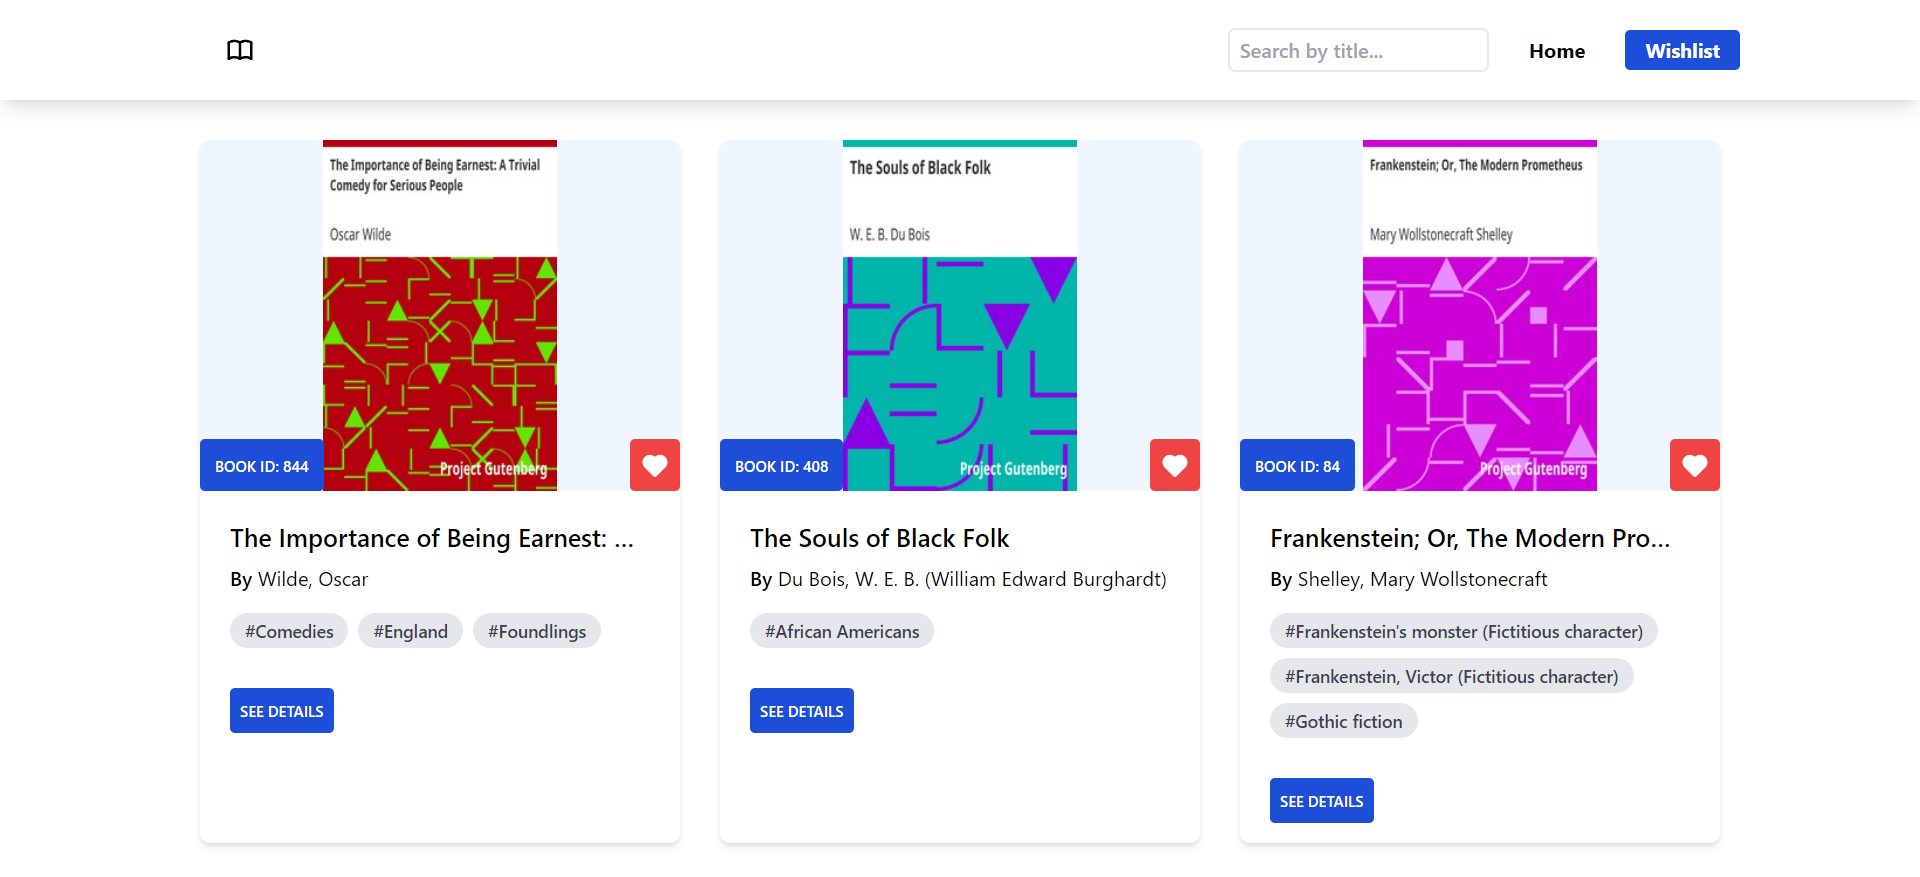 Search by title...
Home
Wishlist
The Importance of Being Earnest: A Trivial
Comedy for Serious People
Oscar Wilde
Project Gutenberg
BOOK ID: 844
The Importance of Being Earnest: ...
By Wilde, Oscar
#Comedies
#England
#Foundlings
SEE DETAILS
The Souls of Black Folk
W. E. B. Du Bois
Project Gutenberg
BOOK ID: 408
The Souls of Black Folk
By Du Bois, W. E. B. (William Edward Burghardt)
#African Americans
SEE DETAILS
Frankenstein; Or, The Modern Prometheus
Mary Wollstonecraft Shelley
Project Gutenberg
BOOK ID: 84
Frankenstein; Or, The Modern Pro...
By Shelley, Mary Wollstonecraft
#Frankenstein's monster (Fictitious character)
#Frankenstein, Victor (Fictitious character)
#Gothic fiction
SEE DETAILS